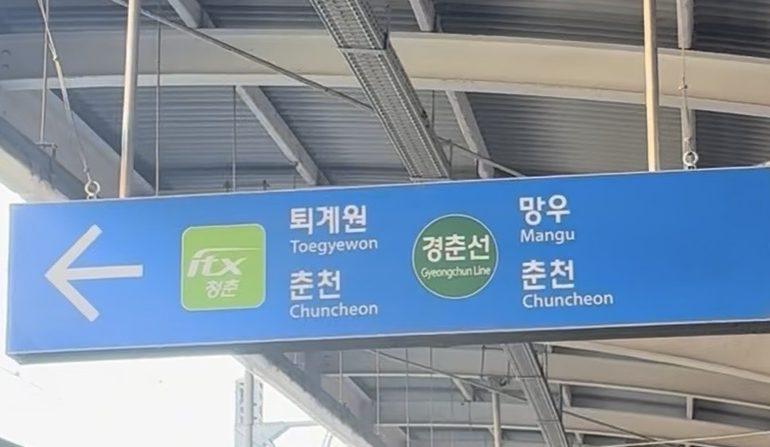 itx
청춘
퇴계원
Toegyewon
춘천
Chuncheon
경춘선
Gyeongchun Line
망우
Mangu
춘천
Chuncheon